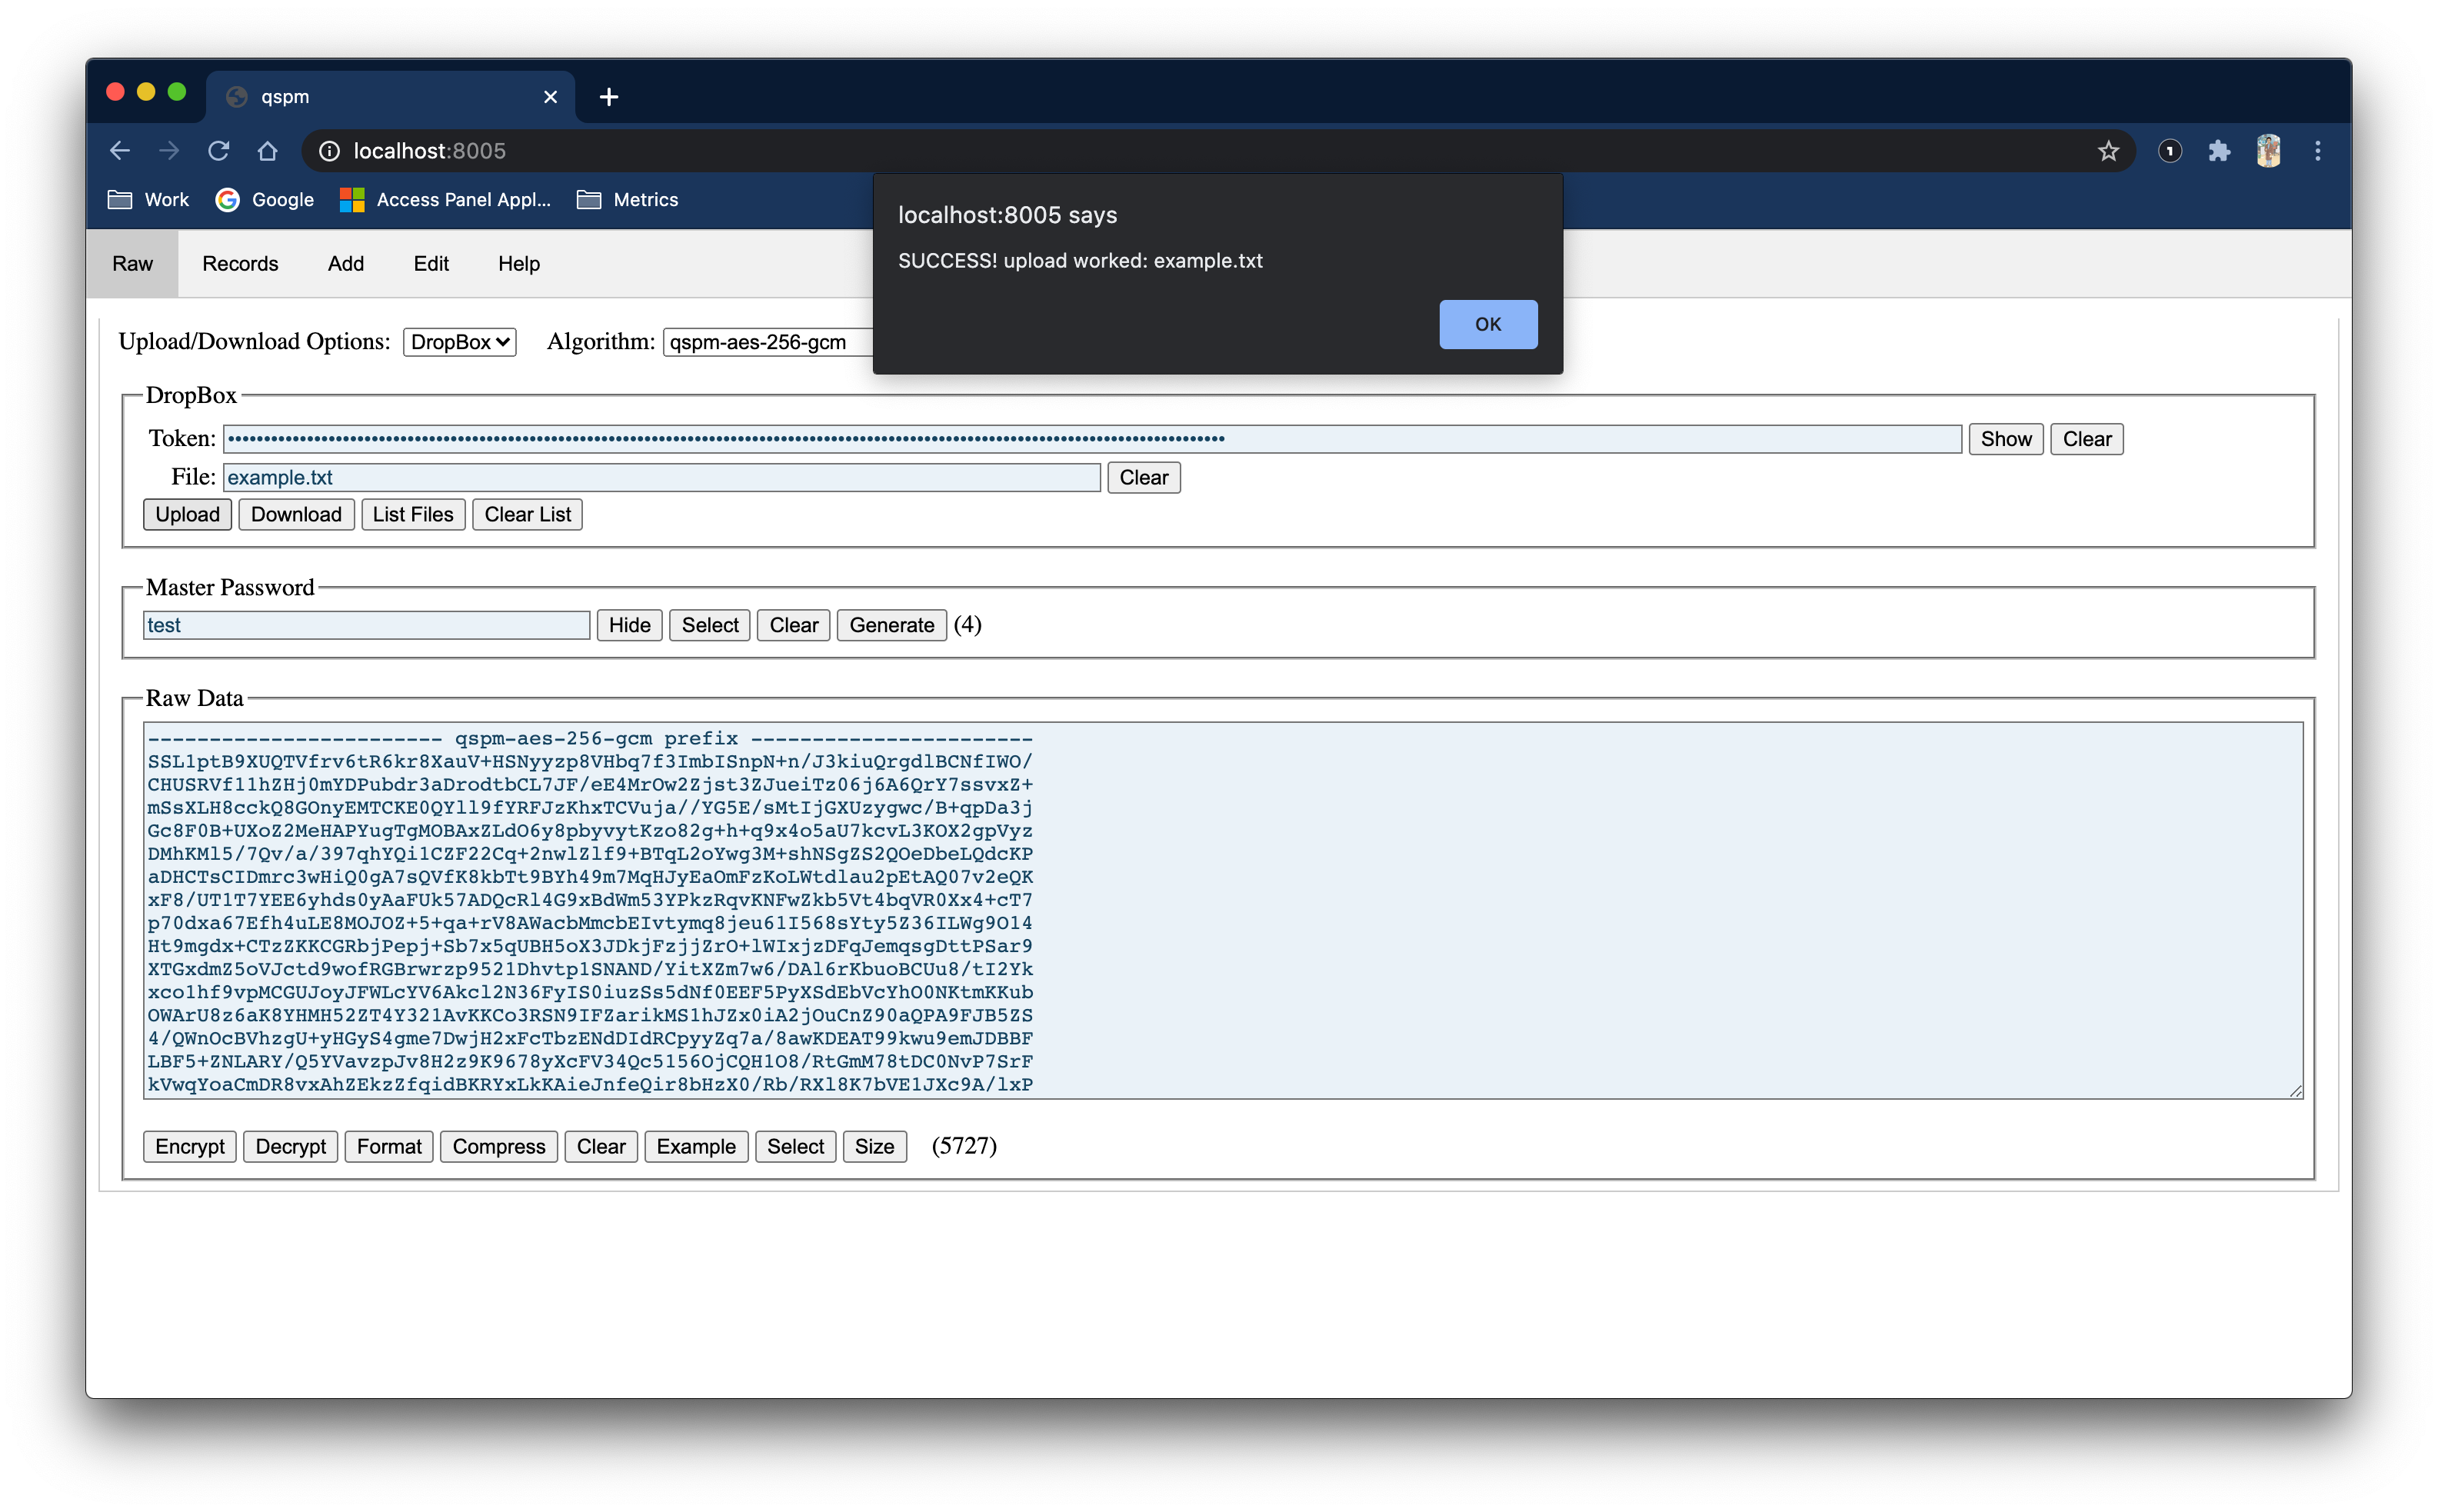 qspm
localhost:8005
Work Google Access Panel Appl... Metrics
localhost:8005 says
SUCCESS! upload worked: example.txt
OK
Raw Records Add Edit Help
Upload/Download Options: DropBox Algorithm: qspm-aes-256-gcm
DropBox
Token: Show Clear
File: example.txt Clear
Upload Download List Files Clear List
Master Password
test Hide Select Clear Generate (4)
Raw Data
------------------------ qspm-aes-256-gcm prefix -----------------------
SSL1ptB9XUQTVfrv6tR6kr8XauV+HSNyyzp8VHbq7f3ImbISnpN+n/J3kiuQrgdlBCNfIWO/
CHUSRVf11hZHj0mYDPubdr3aDrodtbCL7JF/eE4MrOw2Zjst3ZJueiTz06j6A6QrY7ssvxZ+
mSsXLH8cckQ8GOnyEMTCKE0QYll9fYRFJzKhxTCVuja//YG5E/sMtIjGXUzygwc/B+qpDa3j
Gc8F0B+UXoZ2MeHAPYugTgMOBAxZLdO6y8pbyvytKzo82g+h+q9x4o5aU7kcvL3KOX2gpVyz
DMhKMl5/7Qv/a/397qhYQi1CZF22Cq+2nwlZlf9+BTqL2oYwg3M+shNSgZS2QOeDbeLQdcKP
aDHCTsCIDmrc3wHiQ0gA7sQVfK8kbTt9BYh49m7MqHJyEaOmFzKoLWtdlau2pEtAQ07v2eQK
xF8/UT1T7YEE6yhds0yAaFUk57ADQcRl4G9xBdWm53YPkzRqvKNFwZkb5Vt4bqVR0Xx4+cT7
p70dxa67Efh4uLE8MOJOZ+5+qa+rV8AWacbMmcbEIvtymq8jeu61I568sYty5Z36ILWg9O14
Ht9mgdx+CTzZKKCGRbjPepj+Sb7x5qUBH5oX3JDkjFzjjZrO+lWIxjzDFqJemqsgDttPSar9
XTGxdmZ5oVJctd9wofRGBrwrzp9521Dhvtp1SNAND/YitXZm7w6/DAl6rKbuoBCUu8/tI2Yk
xco1hf9vpMCGUJoyJFWLcYV6Akcl2N36FyIS0iuzSs5dNf0EEF5PyXSdEbVcYhO0NKtmKKub
OWArU8z6aK8YHMH52ZT4Y321AvKKCo3RSN9IFZarikMS1hJZx0iA2jOuCnZ90aQPA9FJB5ZS
4/QWnOcBVhzgU+yHGyS4gme7DwjH2xFcTbzENdDIdRCpyyZq7a/8awKDEAT99kwu9emJDBBF
LBF5+ZNLARY/Q5YVavzpJv8H2z9K9678yXcFV34Qc5156OjCQH1O8/RtGmM78tDC0NvP7SrF
kVwqYoaCmDR8vxAhZEkzZfqidBKRYxLkKAieJnfeQir8bHzX0/Rb/RXl8K7bVE1JXc9A/lxP
Encrypt Decrypt Format Compress Clear Example Select Size (5727)